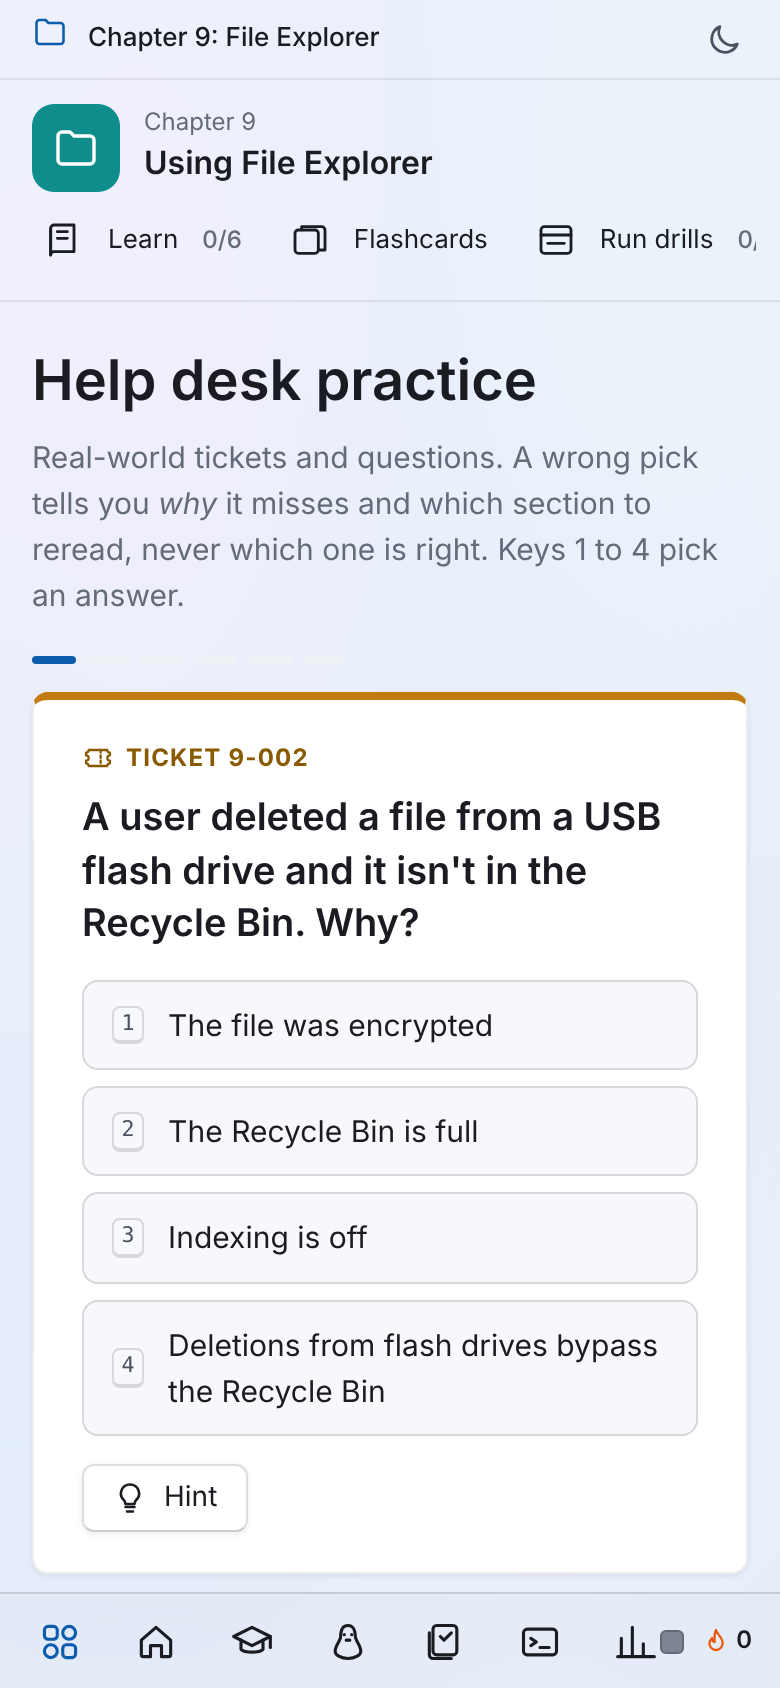 Chapter 9: File Explorer
Chapter 9
Using File Explorer
Learn 0/6 Flashcards Run drills 0/
Help desk practice
Real-world tickets and questions. A wrong pick
tells you why it misses and which section to
reread, never which one is right. Keys 1 to 4 pick
an answer.
TICKET 9-002
A user deleted a file from a USB
flash drive and it isn't in the
Recycle Bin. Why?
1 The file was encrypted
2 The Recycle Bin is full
3 Indexing is off
4 Deletions from flash drives bypass
the Recycle Bin
Hint
0